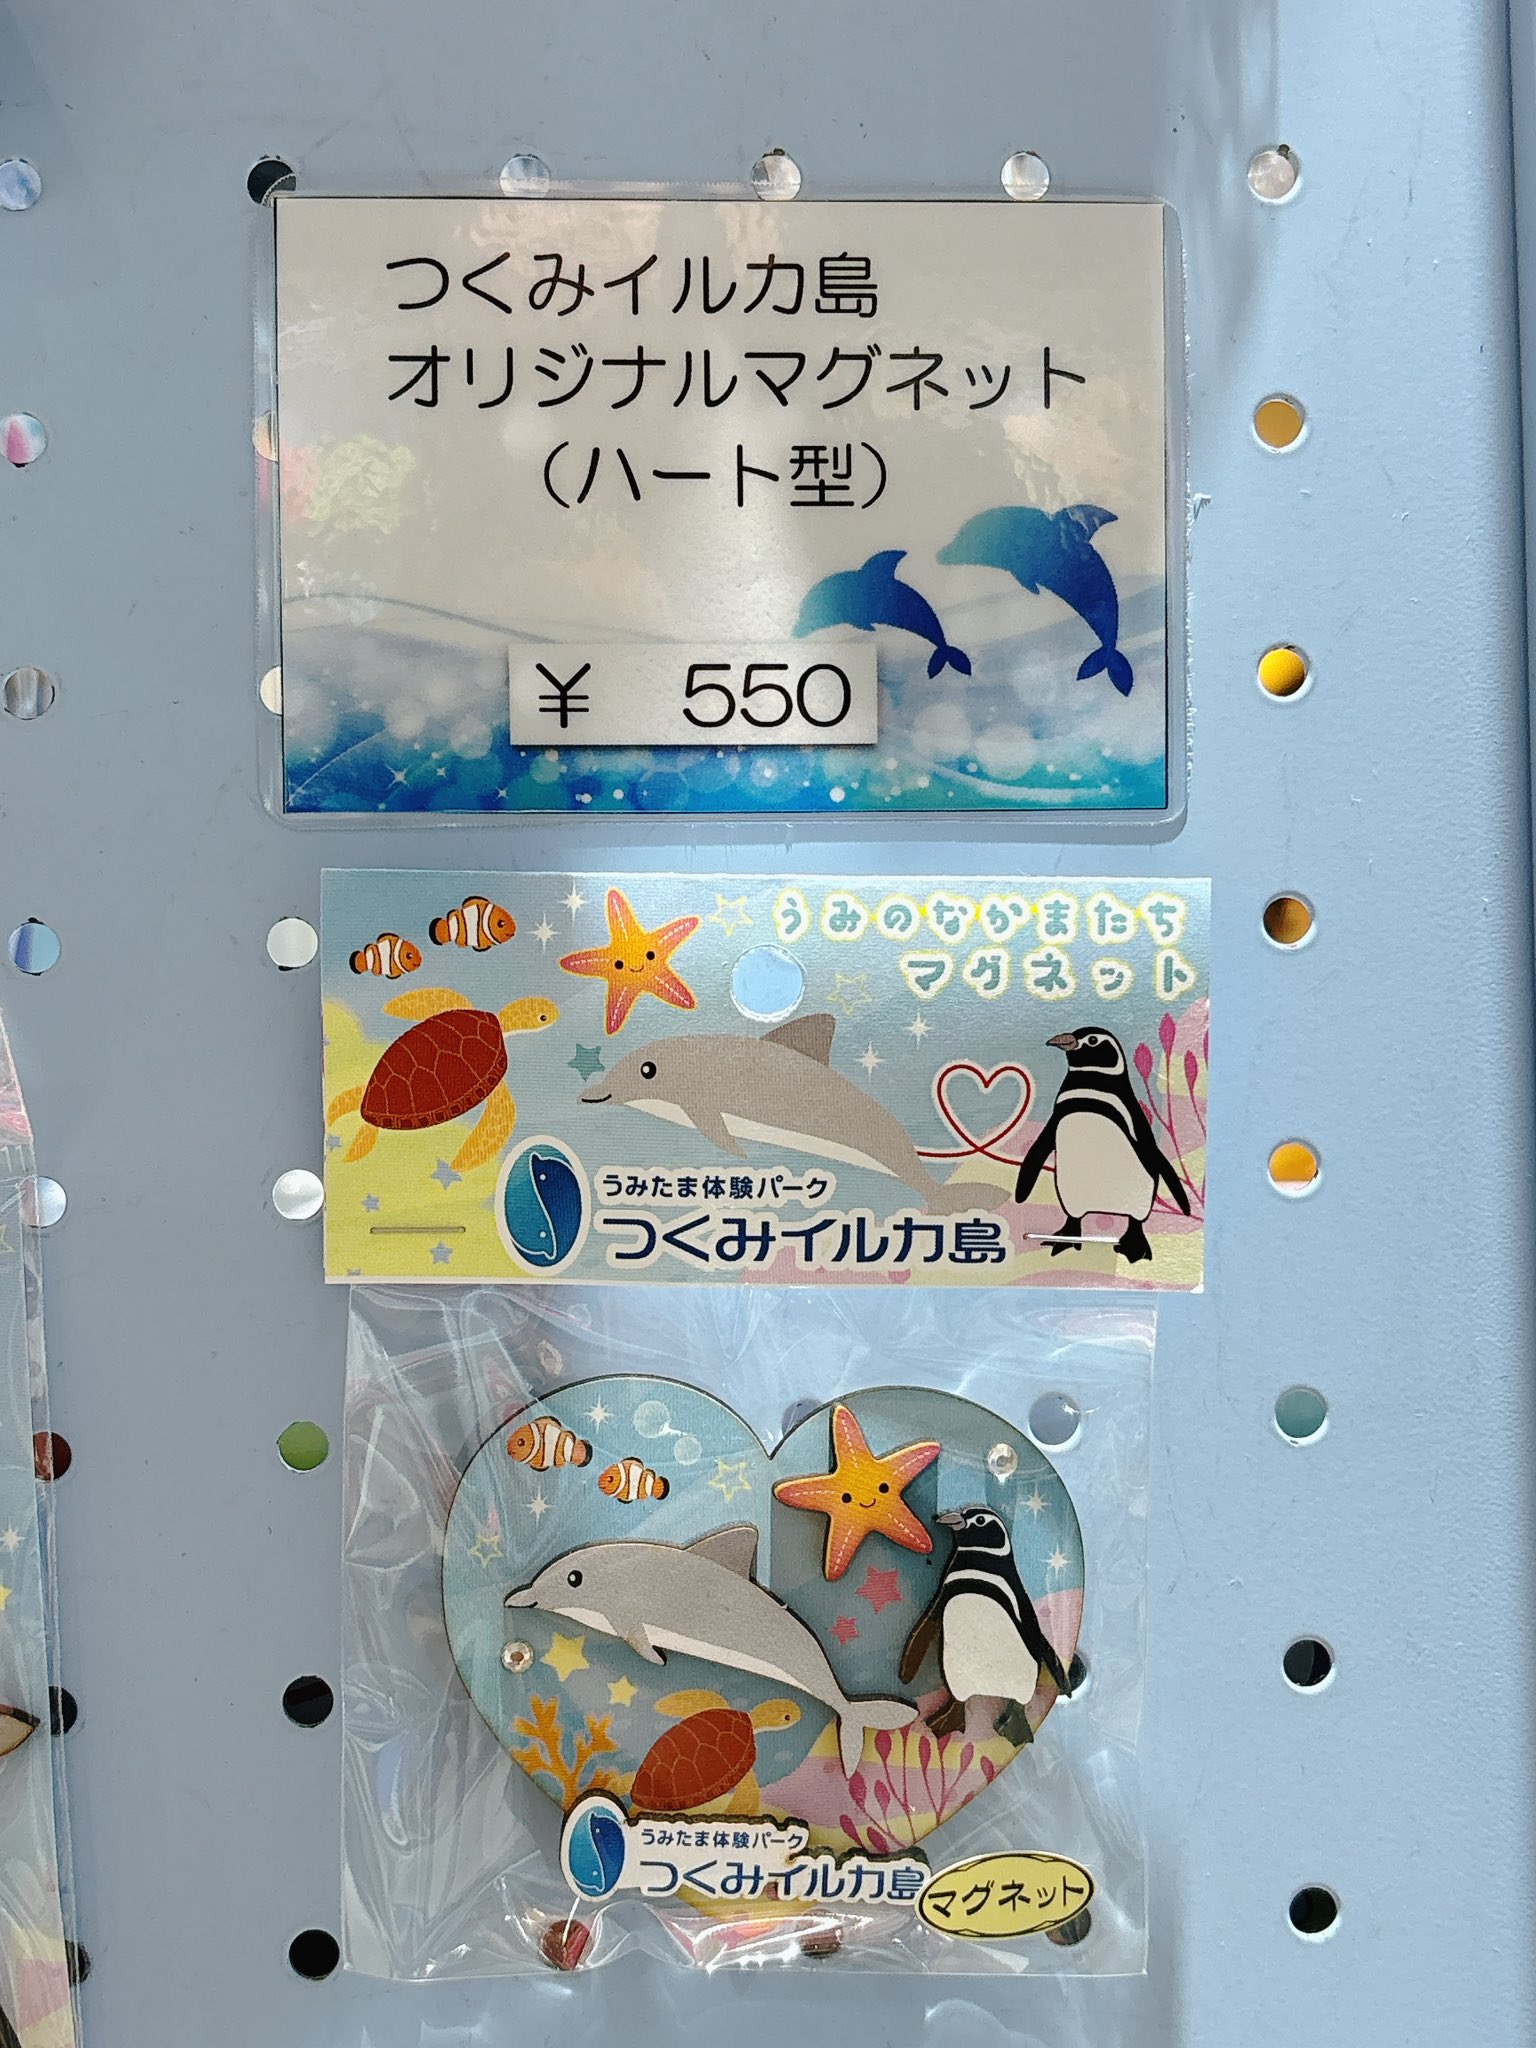 つくみイルカ島
オリジナルマグネット
（ハート型）
￥ 550
うみのなかまたち
マグネット
うみたま体験パーク
つくみイルカ島
うみたま体験パーク
つくみイルカ島
マグネット